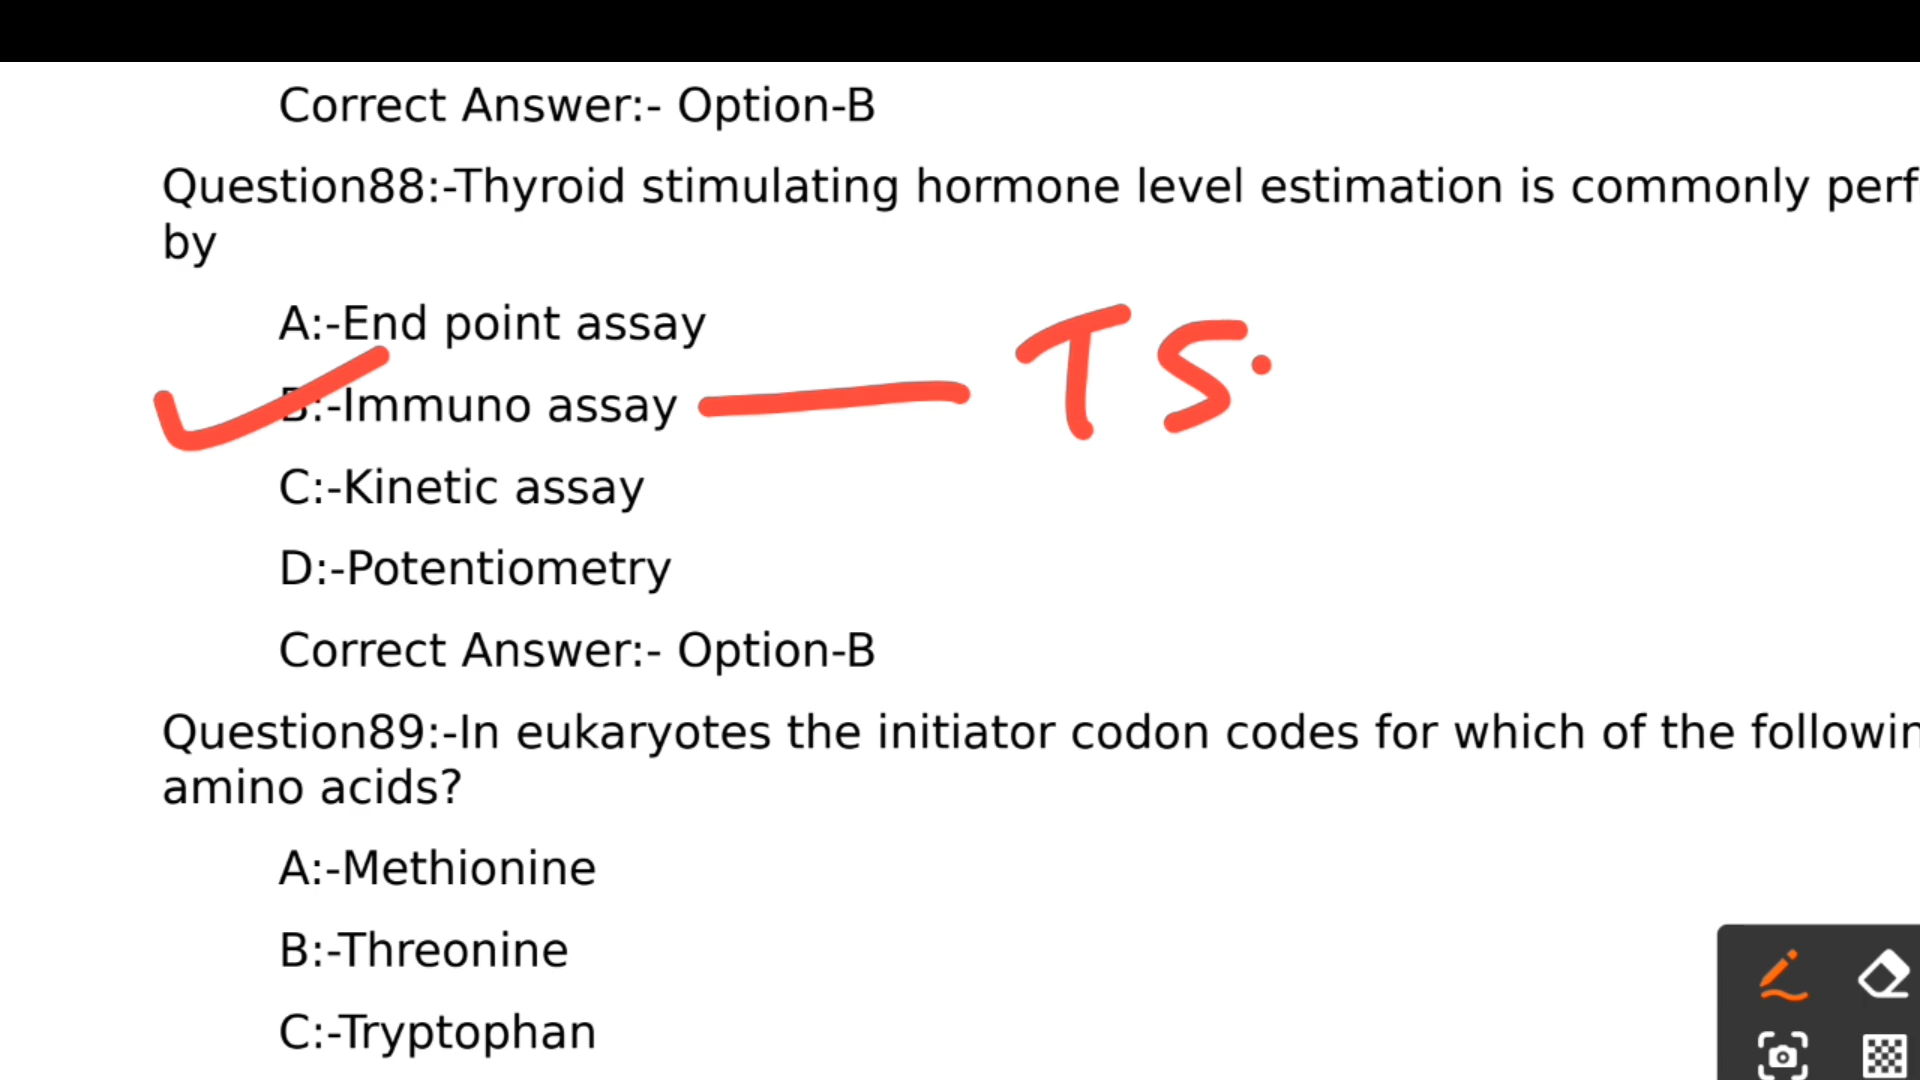 Correct Answer:- Option-B
Question88:-Thyroid stimulating hormone level estimation is commonly perf
by
A:-End point assay
B:-Immuno assay TS
C:-Kinetic assay
D:-Potentiometry
Correct Answer:- Option-B
Question89:-In eukaryotes the initiator codon codes for which of the followin
amino acids?
A:-Methionine
B:-Threonine
C:-Tryptophan